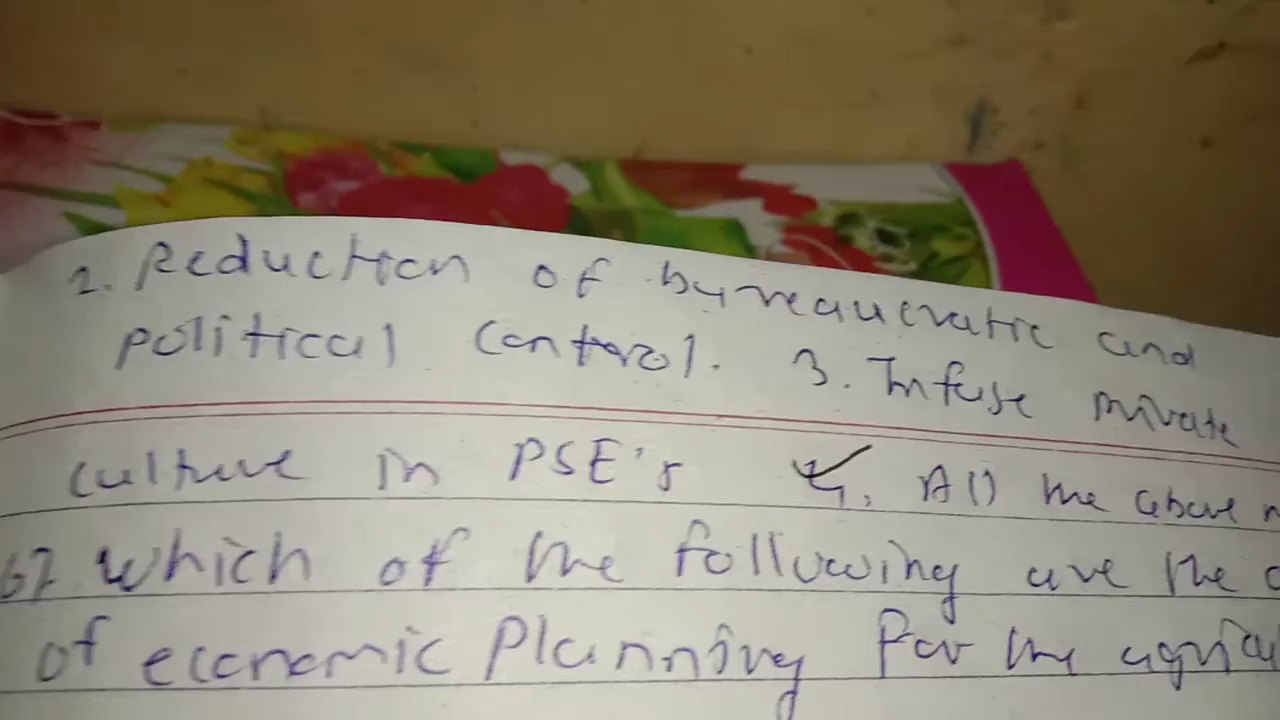 2. Reduction of byreaucratic and
political control. 3. Infuse private
culture in PSE's 4. All the above
67 which of the following are the
of economic Planning for the